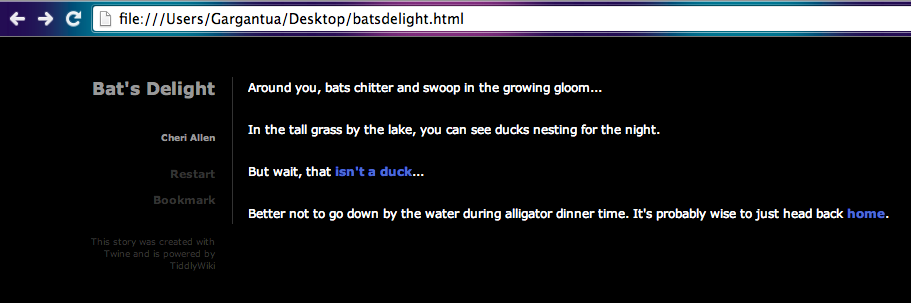 file:///Users/Gargantua/Desktop/batsdelight.html
Bat's Delight
Cheri Allen
Restart
Bookmark
This story was created with
Twine and is powered by
TiddlyWiki
Around you, bats chitter and swoop in the growing gloom...
In the tall grass by the lake, you can see ducks nesting for the night.
But wait, that isn't a duck...
Better not to go down by the water during alligator dinner time. It's probably wise to just head back home.